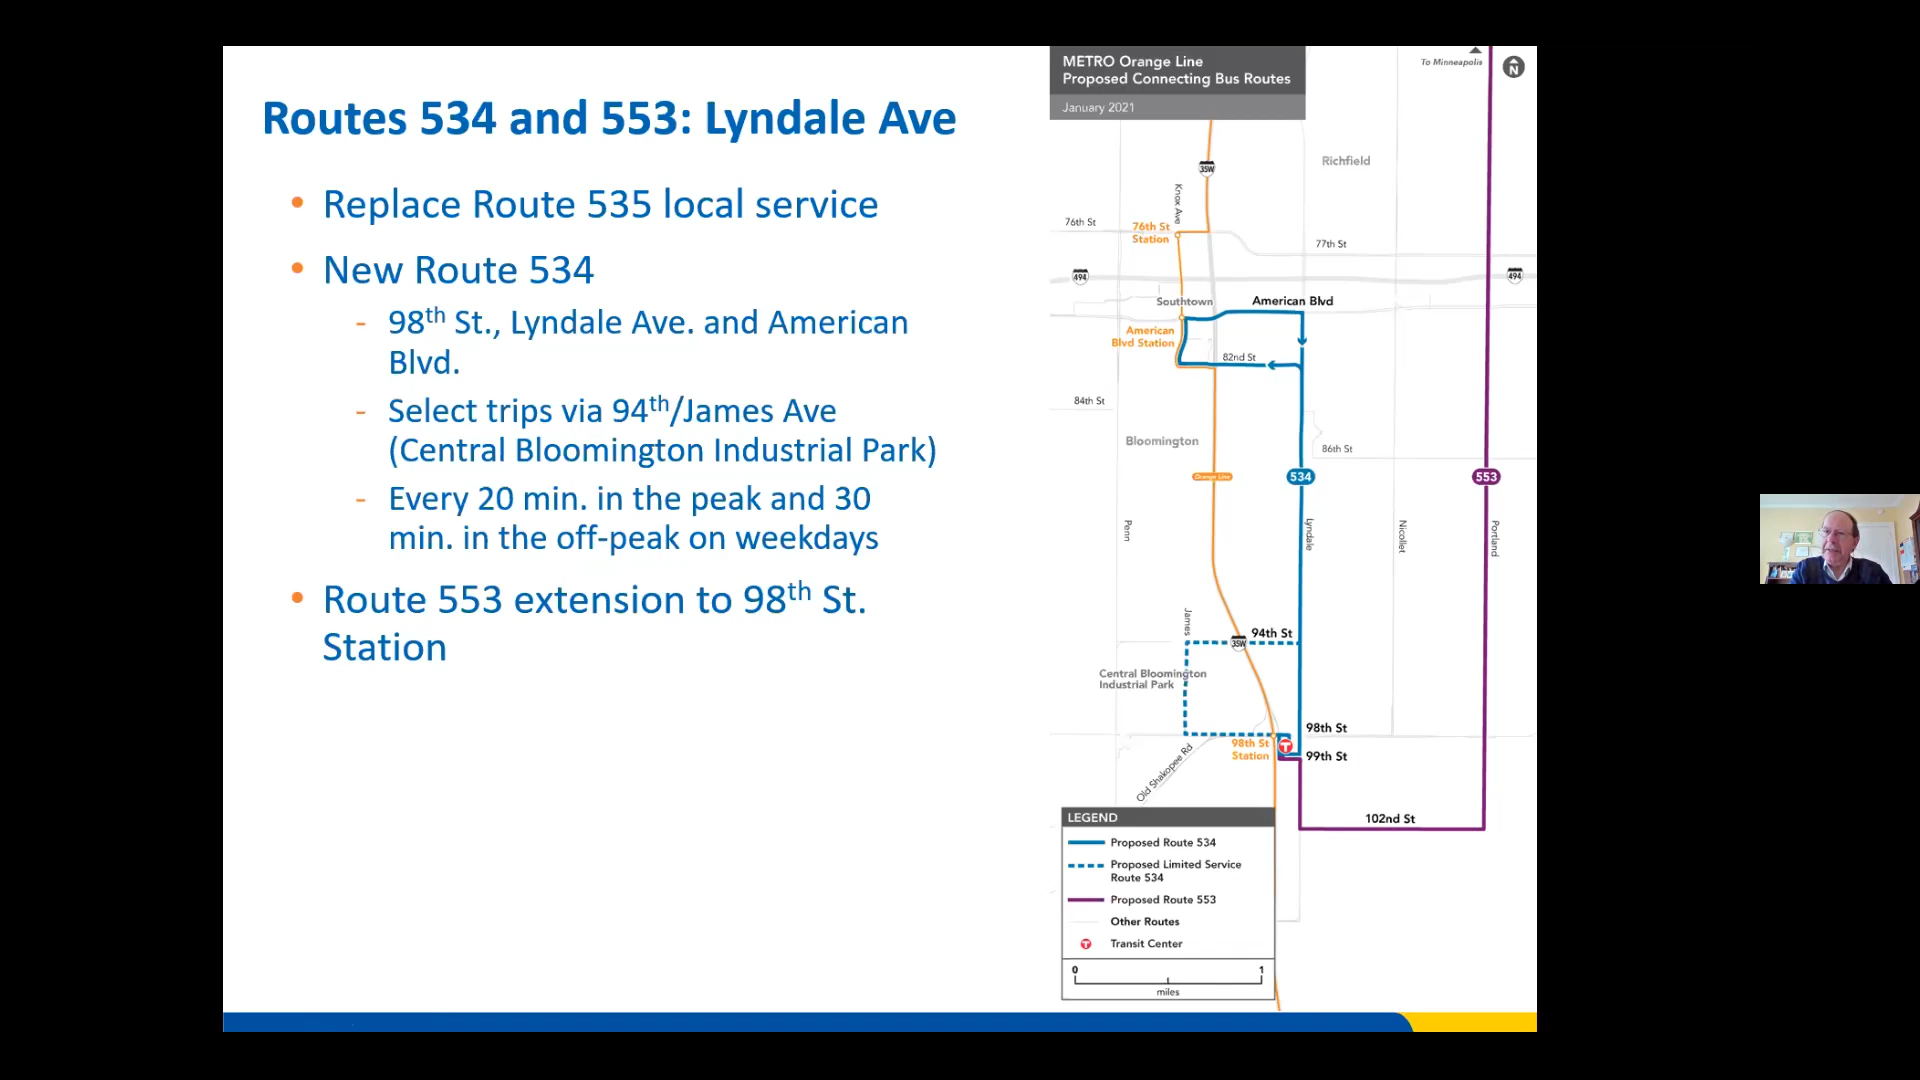 Routes 534 and 553: Lyndale Ave
• Replace Route 535 local service
• New Route 534
- 98th St., Lyndale Ave. and American
Blvd.
- Select trips via 94th/James Ave
(Central Bloomington Industrial Park)
- Every 20 min. in the peak and 30
min. in the off-peak on weekdays
• Route 553 extension to 98th St.
Station
METRO Orange Line
Proposed Connecting Bus Routes
January 2021
To Minneapolis
N
Richfield
35W
Knox Ave
76th St
76th St
Station
77th St
494
494
Southtown
American Blvd
American
Blvd Station
82nd St
84th St
Bloomington
86th St
Orange Line
534
553
Penn
Lyndale
Nicollet
Portland
James
94th St
35W
Central Bloomington
Industrial Park
98th St
98th St
Station
T
99th St
Old Shakopee Rd
102nd St
LEGEND
Proposed Route 534
Proposed Limited Service
Route 534
Proposed Route 553
Other Routes
T Transit Center
0 1
miles